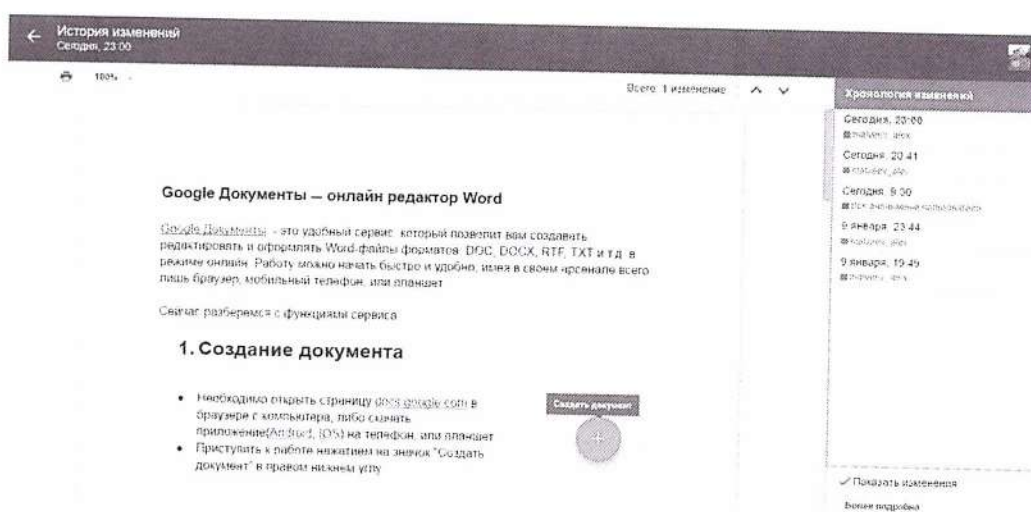 История изменений
Сегодня, 23:00
100%
Всего: 1 изменение
Хронология изменений
Сегодня, 23:00
Сегодня, 20:41
Сегодня, 9:30
9 января, 23:44
9 января, 19:45
Google Документы – онлайн редактор Word
Google Документы - это удобный сервис, который позволит вам создавать,
редактировать и оформлять Word-файлы форматов: DOC, DOCX, RTF, TXT и т.д. в
режиме онлайн. Работу можно начать быстро и удобно, имея в своем арсенале всего
лишь браузер, мобильный телефон, или планшет
Сейчас разберемся с функциями сервиса
1. Создание документа
• Необходимо открыть страницу docs.google.com в
браузере с компьютера, либо скачать
приложение(Android, IOS) на телефон, или планшет
• Приступить к работе нажатием на значок "Создать
документ" в правом нижнем углу
Создать документ
Показать изменения
Более подробно